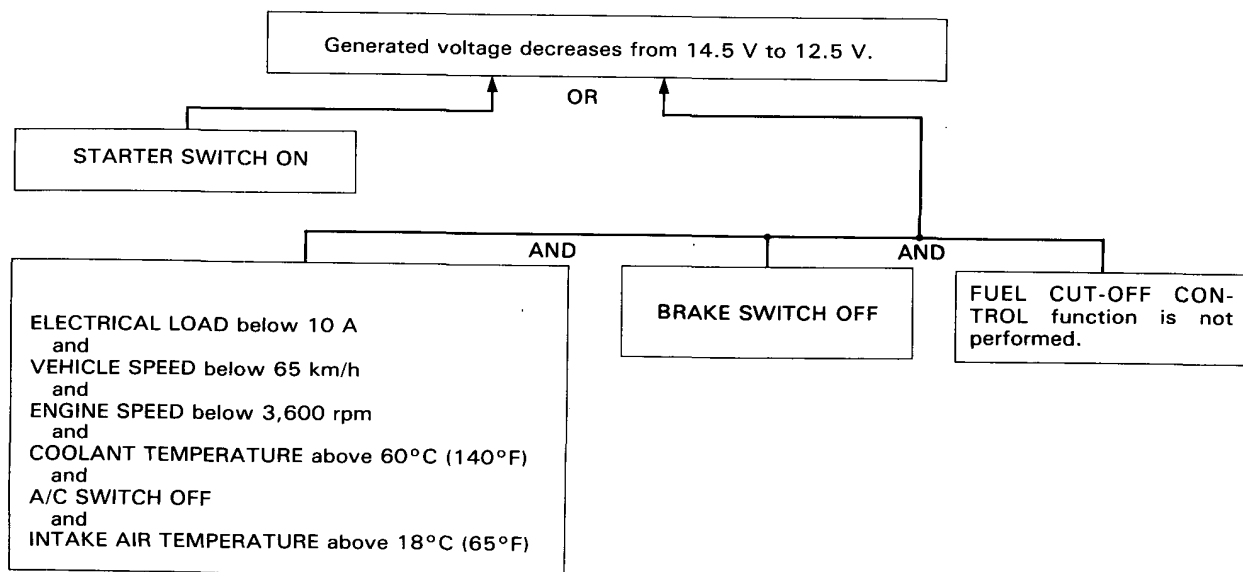 Generated voltage decreases from 14.5 V to 12.5 V.
OR
STARTER SWITCH ON
AND
AND
ELECTRICAL LOAD below 10 A
and
VEHICLE SPEED below 65 km/h
and
ENGINE SPEED below 3,600 rpm
and
COOLANT TEMPERATURE above 60°C (140°F)
and
A/C SWITCH OFF
and
INTAKE AIR TEMPERATURE above 18°C (65°F)
BRAKE SWITCH OFF
FUEL CUT-OFF CON-
TROL function is not
performed.